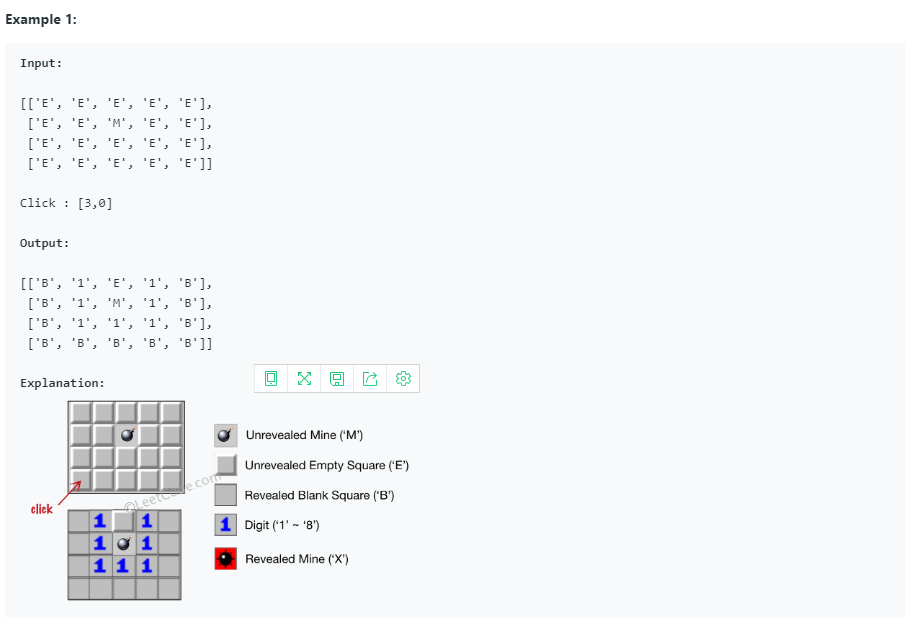 Example 1:
Input:
[['E', 'E', 'E', 'E', 'E'],
['E', 'E', 'M', 'E', 'E'],
['E', 'E', 'E', 'E', 'E'],
['E', 'E', 'E', 'E', 'E']]
Click : [3,0]
Output:
[['B', '1', 'E', '1', 'B'],
['B', '1', 'M', '1', 'B'],
['B', '1', '1', '1', 'B'],
['B', 'B', 'B', 'B', 'B']]
Explanation:
Unrevealed Mine (‘M’)
Unrevealed Empty Square (‘E’)
©LeetCode.com
Revealed Blank Square (‘B’)
click
1 1
1 Digit (‘1’ ~ ‘8’)
1 1
Revealed Mine (‘X’)
1 1 1